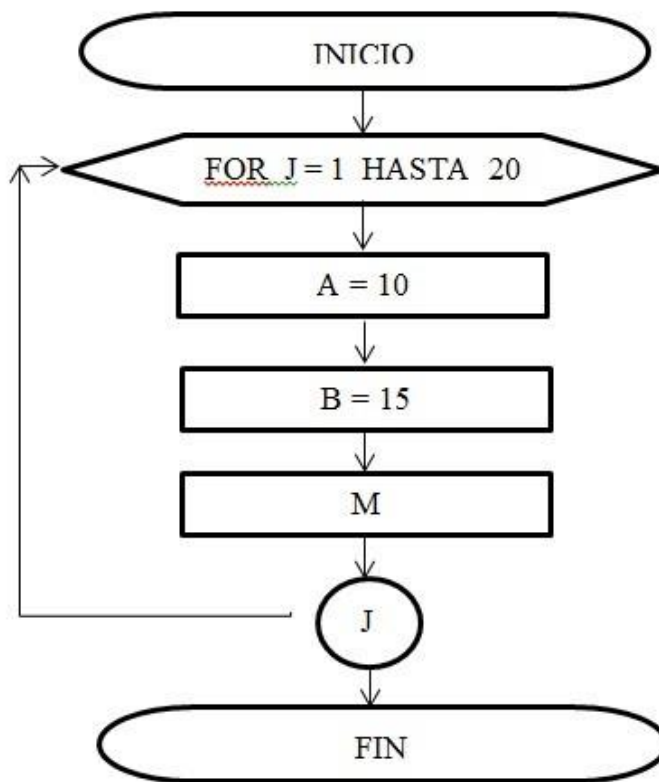 INICIO
FOR J = 1 HASTA 20
A = 10
B = 15
M
J
FIN